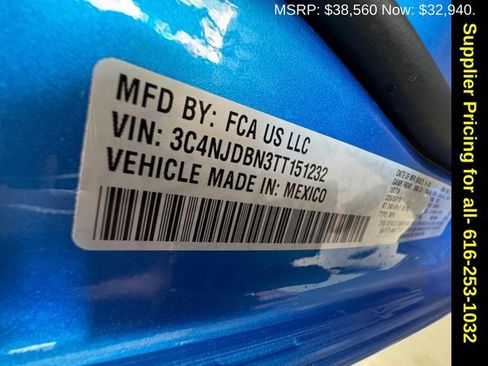 MSRP: $38,560 Now: $32,940.
MFD BY: FCA US LLC
VIN: 3C4NJDBN3TT151232
VEHICLE MADE IN: MEXICO
Supplier Pricing for all- 616-253-1032